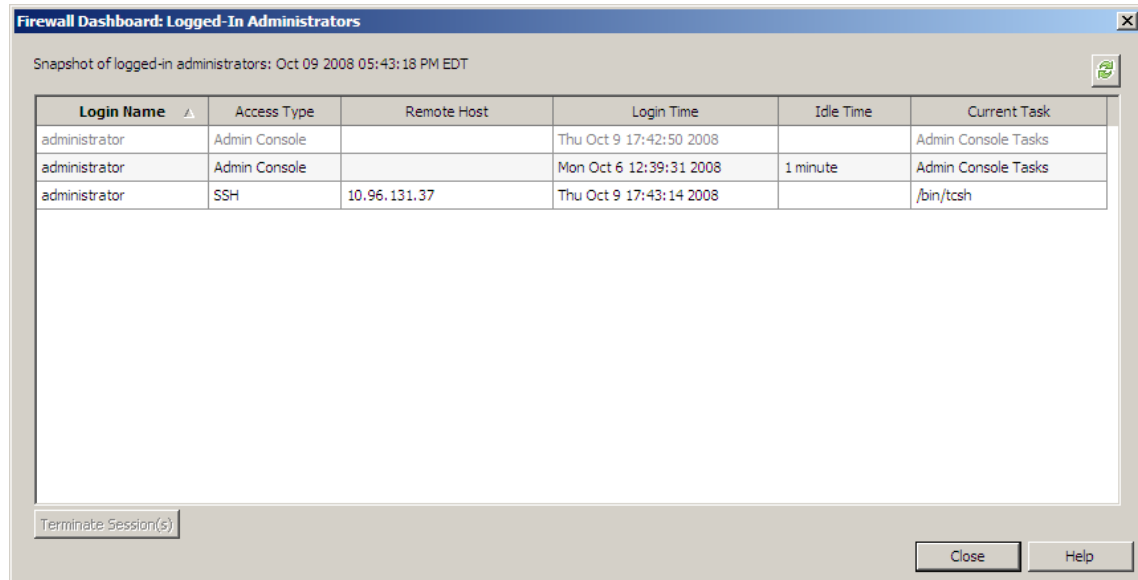 Firewall Dashboard: Logged-In Administrators
Snapshot of logged-in administrators: Oct 09 2008 05:43:18 PM EDT
Login Name Access Type Remote Host Login Time Idle Time Current Task
administrator Admin Console Thu Oct 9 17:42:50 2008 Admin Console Tasks
administrator Admin Console Mon Oct 6 12:39:31 2008 1 minute Admin Console Tasks
administrator SSH 10.96.131.37 Thu Oct 9 17:43:14 2008 /bin/tcsh
Terminate Session(s)
Close Help